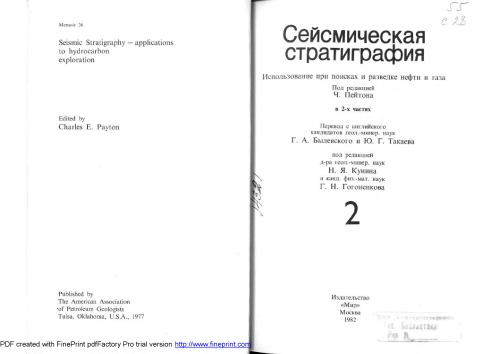 Memoir 26
Seismic Stratigraphy — applications
to hydrocarbon
exploration
Edited by
Charles E. Payton
Published by
The American Association
of Petroleum Geologists
Tulsa, Oklahoma, U.S.A., 1977
55
С 28
Сейсмическая
стратиграфия
Использование при поисках и разведке нефти и газа
Под редакцией
Ч. Пейтона
в 2-х частях
Перевод с английского
кандидатов геол.-минер. наук
Г. А. Былевского и Ю. Г. Такаева
под редакцией
д-ра геол.-минер. наук
Н. Я. Кунина
и канд. физ.-мат. наук
Г. Н. Гогоненкова
2
Издательство
«Мир»
Москва
1982
PDF created with FinePrint pdfFactory Pro trial version http://www.fineprint.com